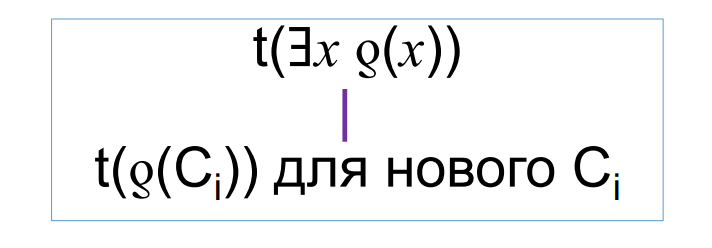 t(∃x ϱ(x))
t(ϱ(Cᵢ)) для нового Cᵢ